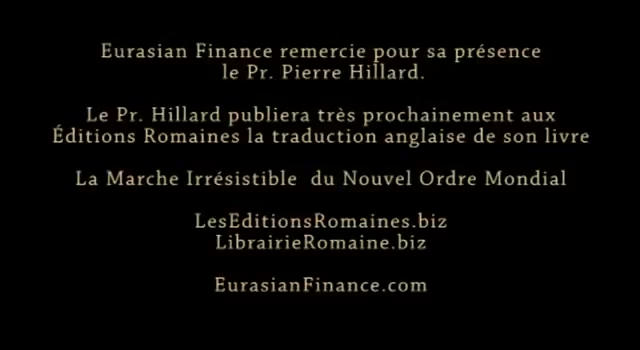 Eurasian Finance remercie pour sa présence
le Pr. Pierre Hillard.
Le Pr. Hillard publiera très prochainement aux
Éditions Romaines la traduction anglaise de son livre
La Marche Irrésistible du Nouvel Ordre Mondial
LesEditionsRomaines.biz
LibrairieRomaine.biz
EurasianFinance.com